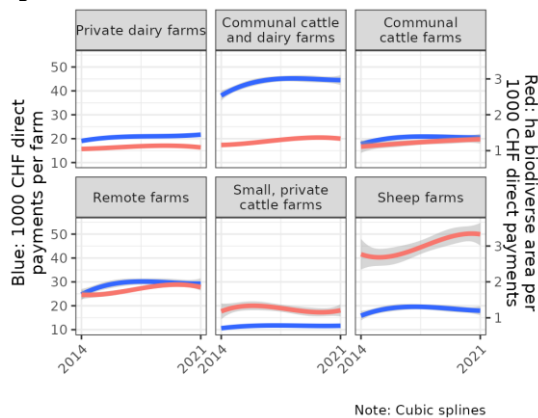 Private dairy farms
Communal cattle
and dairy farms
Communal
cattle farms
50
40
30
20
10
3
2
1
Remote farms
Small, private
cattle farms
Sheep farms
50
40
30
20
10
3
2
1
2014
2021
2014
2021
2014
2021
Blue: 1000 CHF direct
payments per farm
Red: ha biodiverse area per
1000 CHF direct payments
Note: Cubic splines